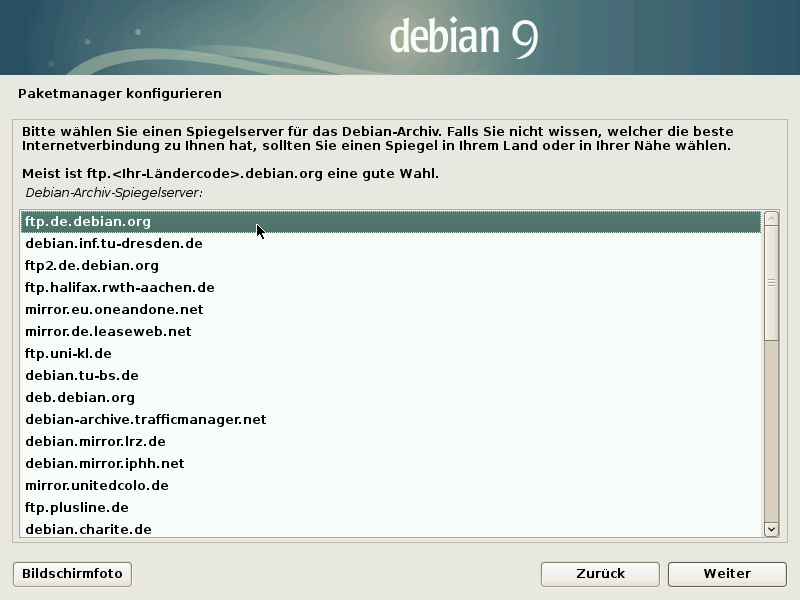 debian 9
Paketmanager konfigurieren
Bitte wählen Sie einen Spiegelserver für das Debian-Archiv. Falls Sie nicht wissen, welcher die beste
Internetverbindung zu Ihnen hat, sollten Sie einen Spiegel in Ihrem Land oder in Ihrer Nähe wählen.
Meist ist ftp.<Ihr-Ländercode>.debian.org eine gute Wahl.
Debian-Archiv-Spiegelserver:
ftp.de.debian.org
debian.inf.tu-dresden.de
ftp2.de.debian.org
ftp.halifax.rwth-aachen.de
mirror.eu.oneandone.net
mirror.de.leaseweb.net
ftp.uni-kl.de
debian.tu-bs.de
deb.debian.org
debian-archive.trafficmanager.net
debian.mirror.lrz.de
debian.mirror.iphh.net
mirror.unitedcolo.de
ftp.plusline.de
debian.charite.de
Bildschirmfoto
Zurück
Weiter